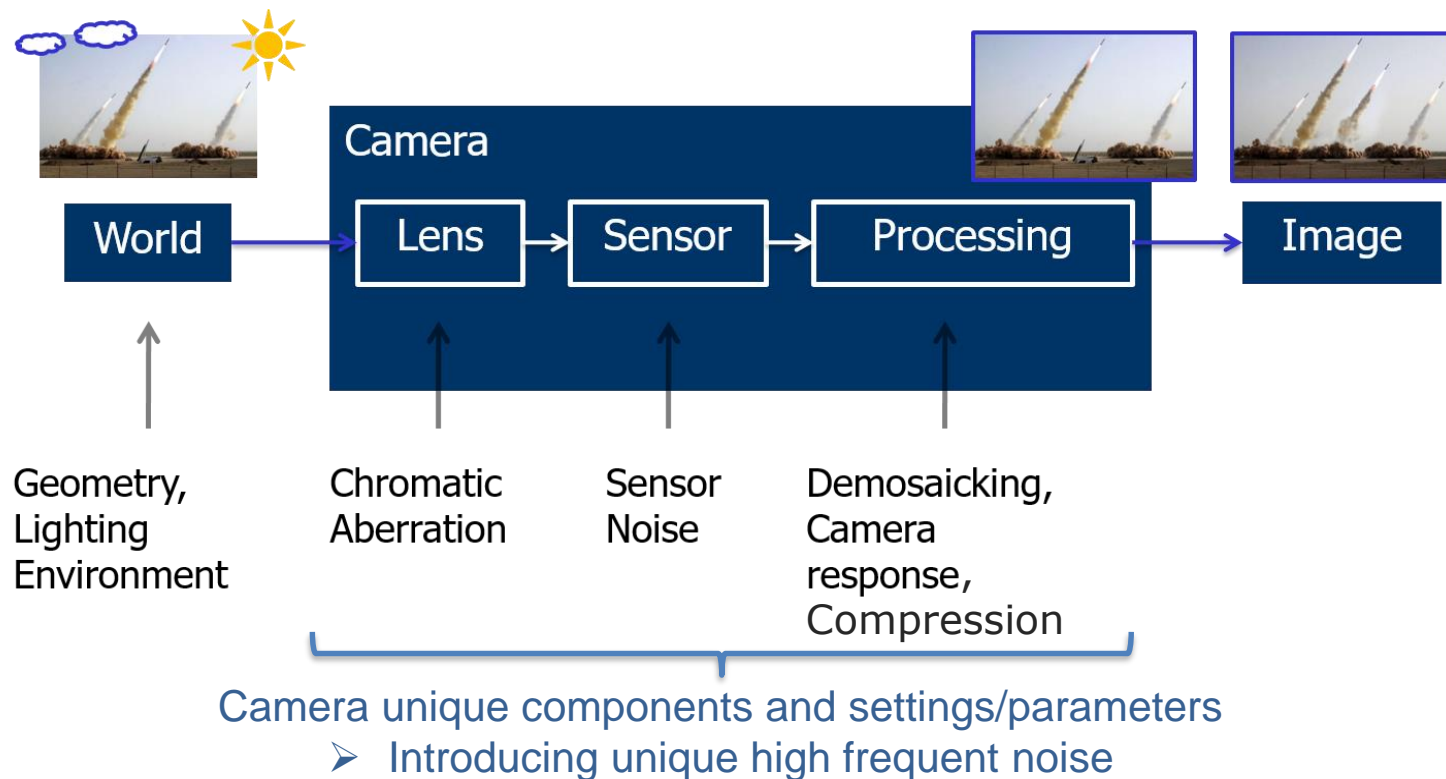 Camera
World
Lens
Sensor
Processing
Image
Geometry,
Lighting
Environment
Chromatic
Aberration
Sensor
Noise
Demosaicking,
Camera
response,
Compression
Camera unique components and settings/parameters
➢ Introducing unique high frequent noise